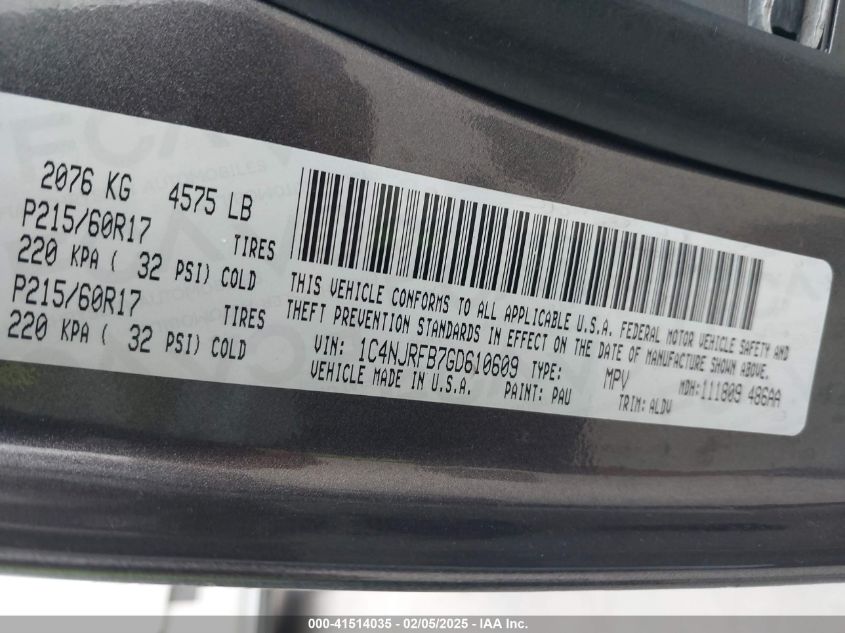 2076 KG 4575 LB
P215/60R17 TIRES
220 KPA ( 32 PSI) COLD
P215/60R17 TIRES
220 KPA ( 32 PSI) COLD
THIS VEHICLE CONFORMS TO ALL APPLICABLE U.S.A. FEDERAL MOTOR VEHICLE SAFETY AND
THEFT PREVENTION STANDARDS IN EFFECT ON THE DATE OF MANUFACTURE SHOWN ABOVE.
VIN: 1C4NJRFB7GD610609 TYPE: MPV MDH:111809 486AA
VEHICLE MADE IN U.S.A. PAINT: PAU TRIM: ALDV
000-41514035 - 02/05/2025 - IAA Inc.